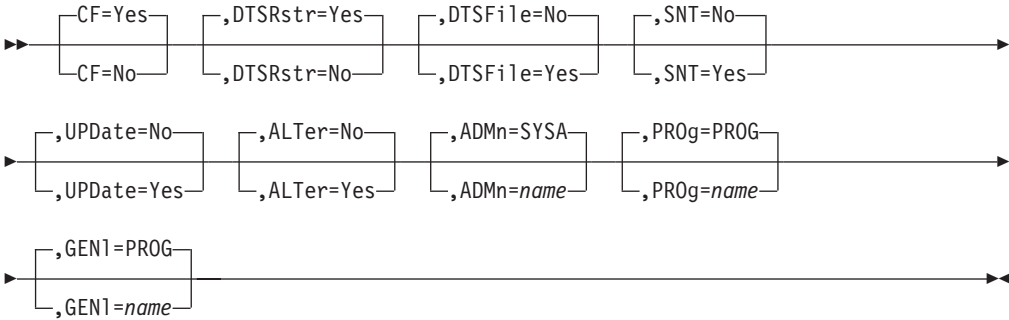 CF=Yes ,DTSRstr=Yes ,DTSFile=No ,SNT=No
CF=No ,DTSRstr=No ,DTSFile=Yes ,SNT=Yes
,UPDate=No ,ALTer=No ,ADMn=SYSA ,PROg=PROG
,UPDate=Yes ,ALTer=Yes ,ADMn=name ,PROg=name
,GENl=PROG
,GENl=name